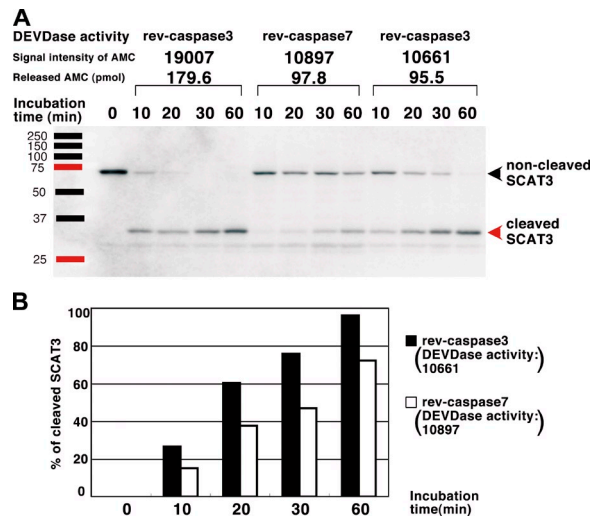 A
DEVDase activity rev-caspase3 rev-caspase7 rev-caspase3
Signal intensity of AMC 19007 10897 10661
Released AMC (pmol) 179.6 97.8 95.5
Incubation
time (min) 0 10 20 30 60 10 20 30 60 10 20 30 60
250
150
100
75
50
37
25
non-cleaved
SCAT3
cleaved
SCAT3
B
% of cleaved SCAT3
100
80
60
40
20
0
0 10 20 30 60
Incubation
time(min)
rev-caspase3
(DEVDase activity:)
10661
rev-caspase7
(DEVDase activity:)
10897